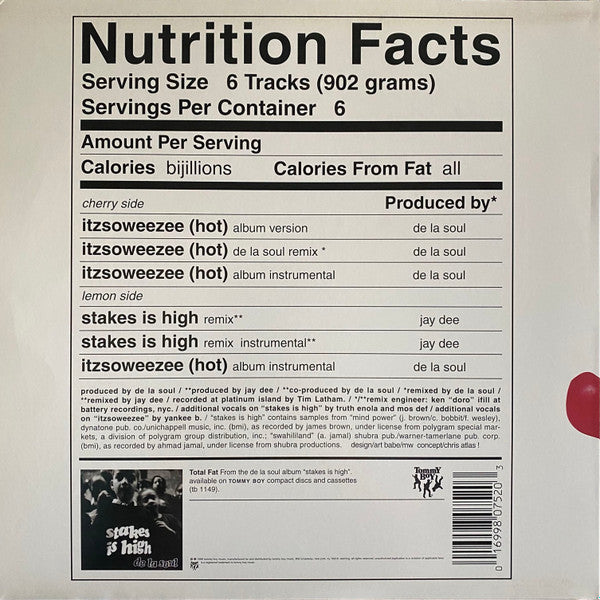 Nutrition Facts
Serving Size 6 Tracks (902 grams)
Servings Per Container 6
Amount Per Serving
Calories bijillions Calories From Fat all
cherry side Produced by*
itzsoweezee (hot) album version de la soul
itzsoweezee (hot) de la soul remix * de la soul
itzsoweezee (hot) album instrumental de la soul
lemon side
stakes is high remix** jay dee
stakes is high remix instrumental** jay dee
itzsoweezee (hot) album instrumental de la soul
produced by de la soul / **produced by jay dee / **co-produced by de la soul / *remixed by de la soul /
**remixed by jay dee / recorded at platinum island by Tim Latham. / */**remix engineer: ken "doro" ifill at
battery recordings, nyc. / additional vocals on "stakes is high" by truth enola and mos def / additional vocals
on "itzsoweezee" by yankee b. / "stakes is high" contains samples from "mind power" (j. brown/c. bobbit/f. wesley),
dynatone pub. co./unichappell music, inc. (bmi), as recorded by james brown, under license from polygram special mar-
kets, a division of polygram group distribution, inc.; "swahililand" (a. jamal) shubra pub./warner-tamerlane pub. corp.
(bmi), as recorded by ahmad jamal, under license from shubra productions. design/art babe/mw concept/chris atlas !
Total Fat From the de la soul album "stakes is high".
available on TOMMY BOY compact discs and cassettes
(tb 1149).
TOMMY
BOY
stakes
is high
de la soul
0 16998 07520 3